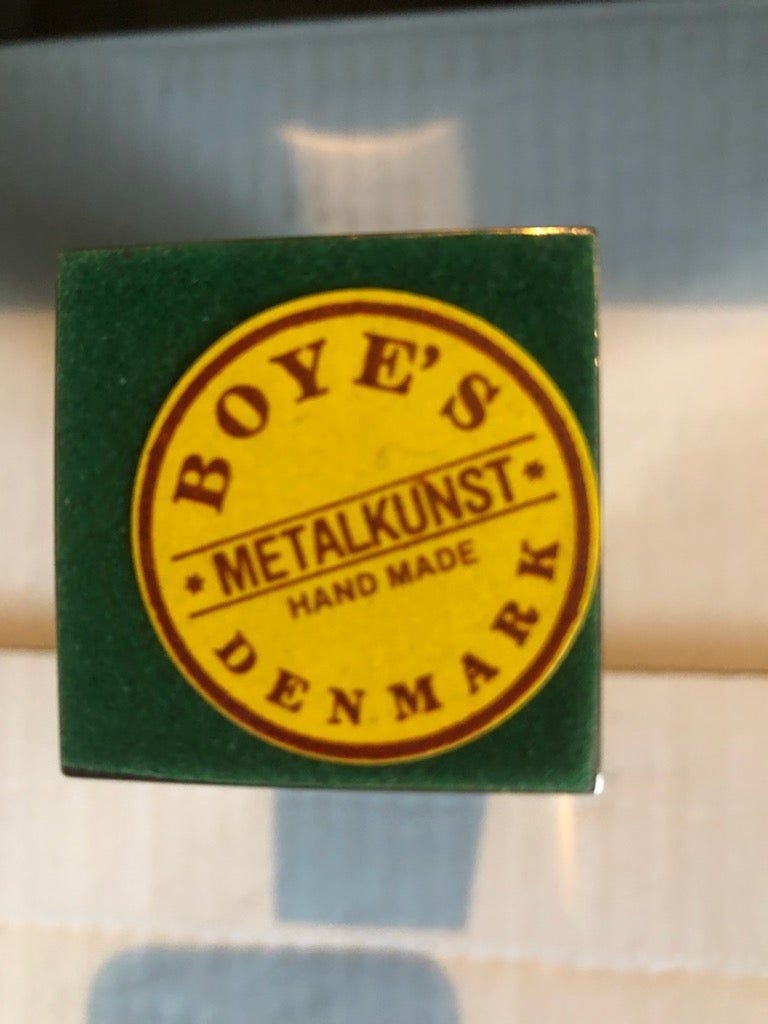 BOYE'S
* METALKUNST *
HAND MADE
DENMARK